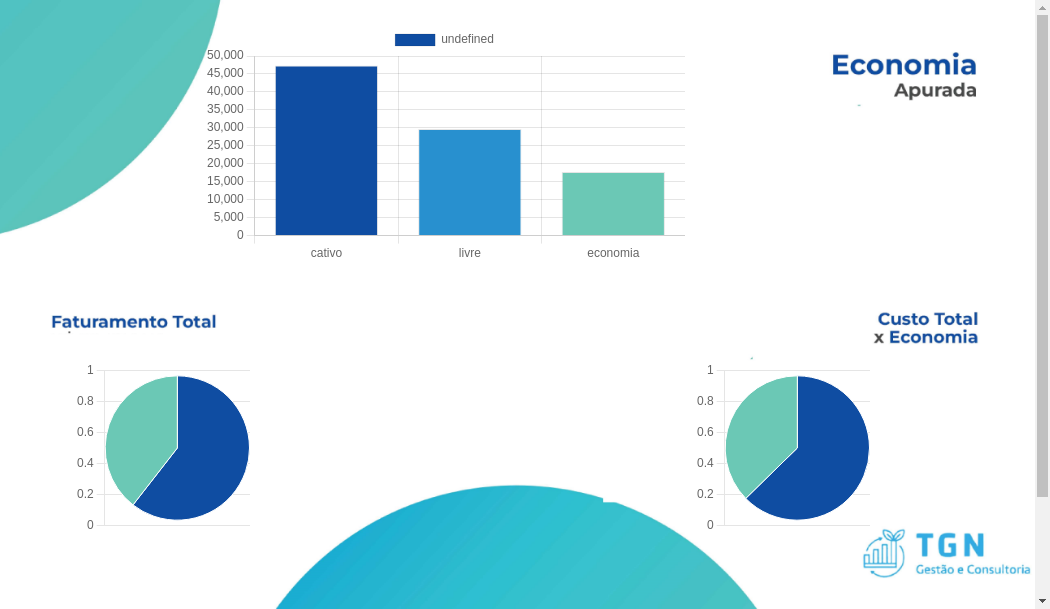 undefined
Economia
Apurada
50,000
45,000
40,000
35,000
30,000
25,000
20,000
15,000
10,000
5,000
0
cativo livre economia
Faturamento Total
Custo Total
x Economia
1
0.8
0.6
0.4
0.2
0
1
0.8
0.6
0.4
0.2
0
TGN
Gestão e Consultoria